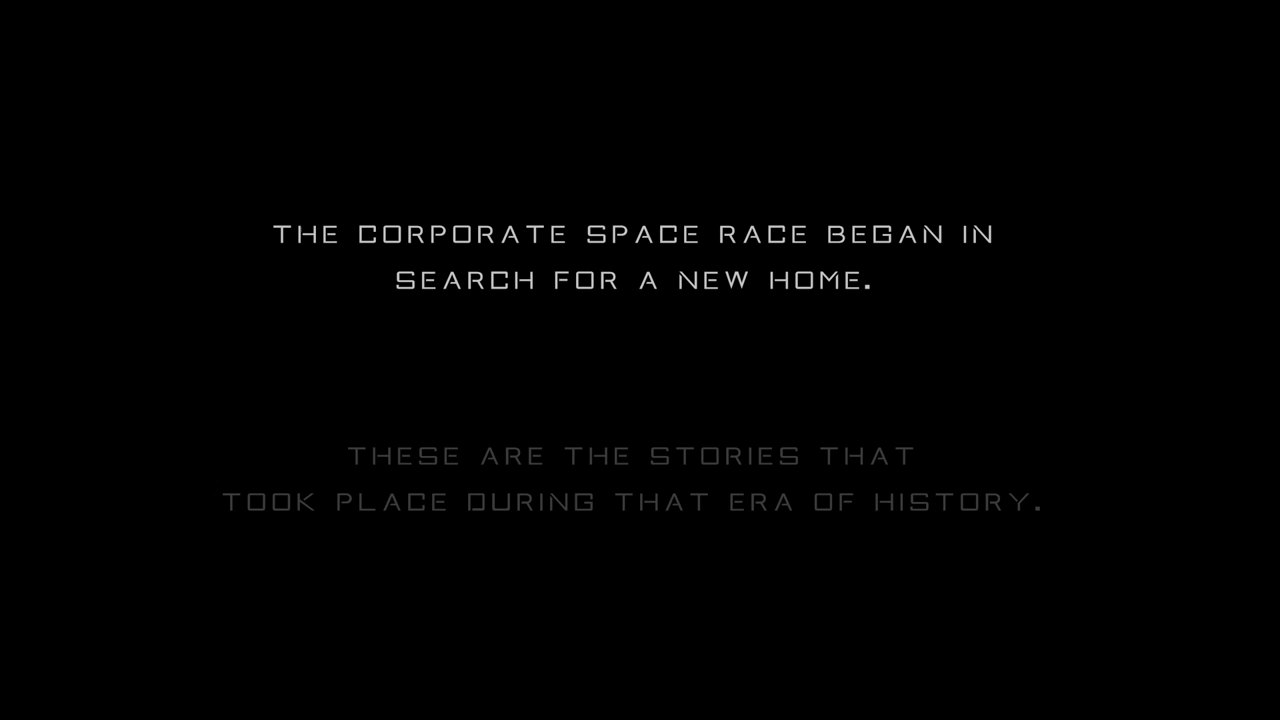 THE CORPORATE SPACE RACE BEGAN IN
SEARCH FOR A NEW HOME.
THESE ARE THE STORIES THAT
TOOK PLACE DURING THAT ERA OF HISTORY.